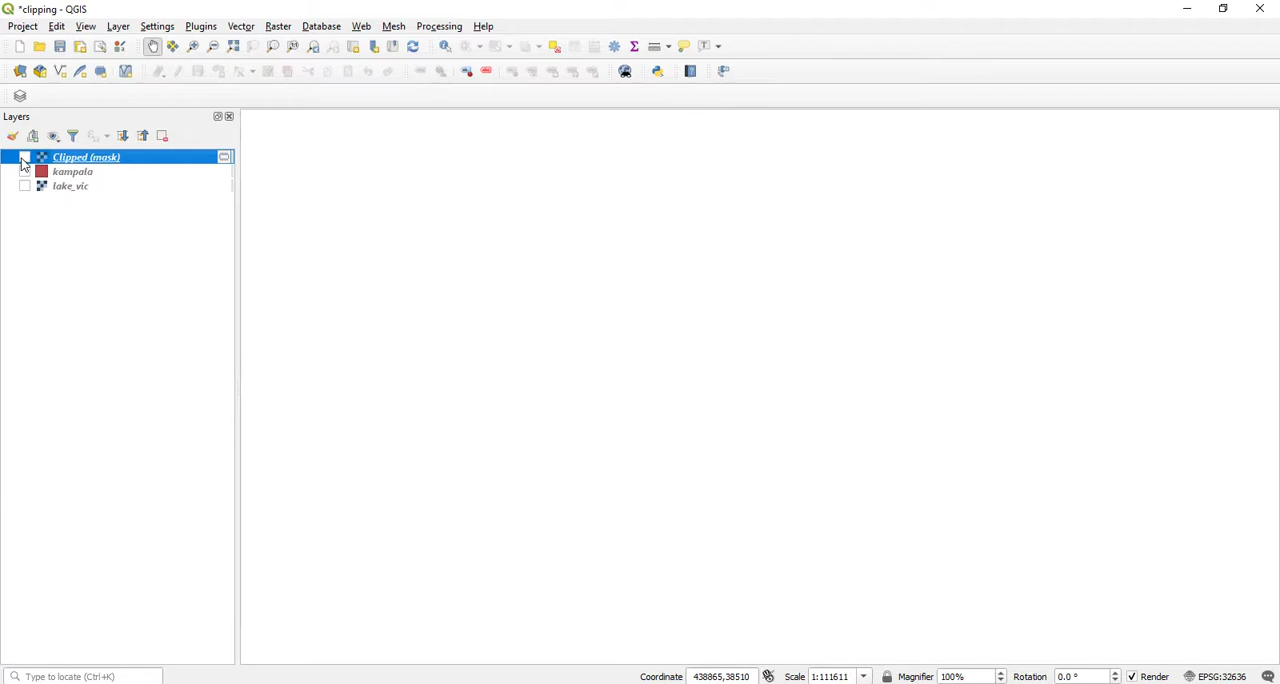 *clipping - QGIS
Project Edit View Layer Settings Plugins Vector Raster Database Web Mesh Processing Help
Layers
Clipped (mask)
kampala
lake_vic
Type to locate (Ctrl+K) Coordinate 438865,38510 Scale 1:111611 Magnifier 100% Rotation 0.0 ° Render EPSG:32636